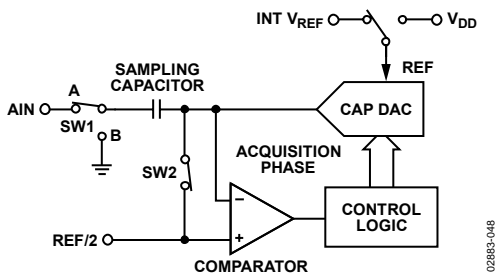 INT VREF
VDD
REF
SAMPLING
CAPACITOR
A
AIN
SW1
B
CAP DAC
SW2
ACQUISITION
PHASE
−
+
REF/2
CONTROL
LOGIC
COMPARATOR
02883-048